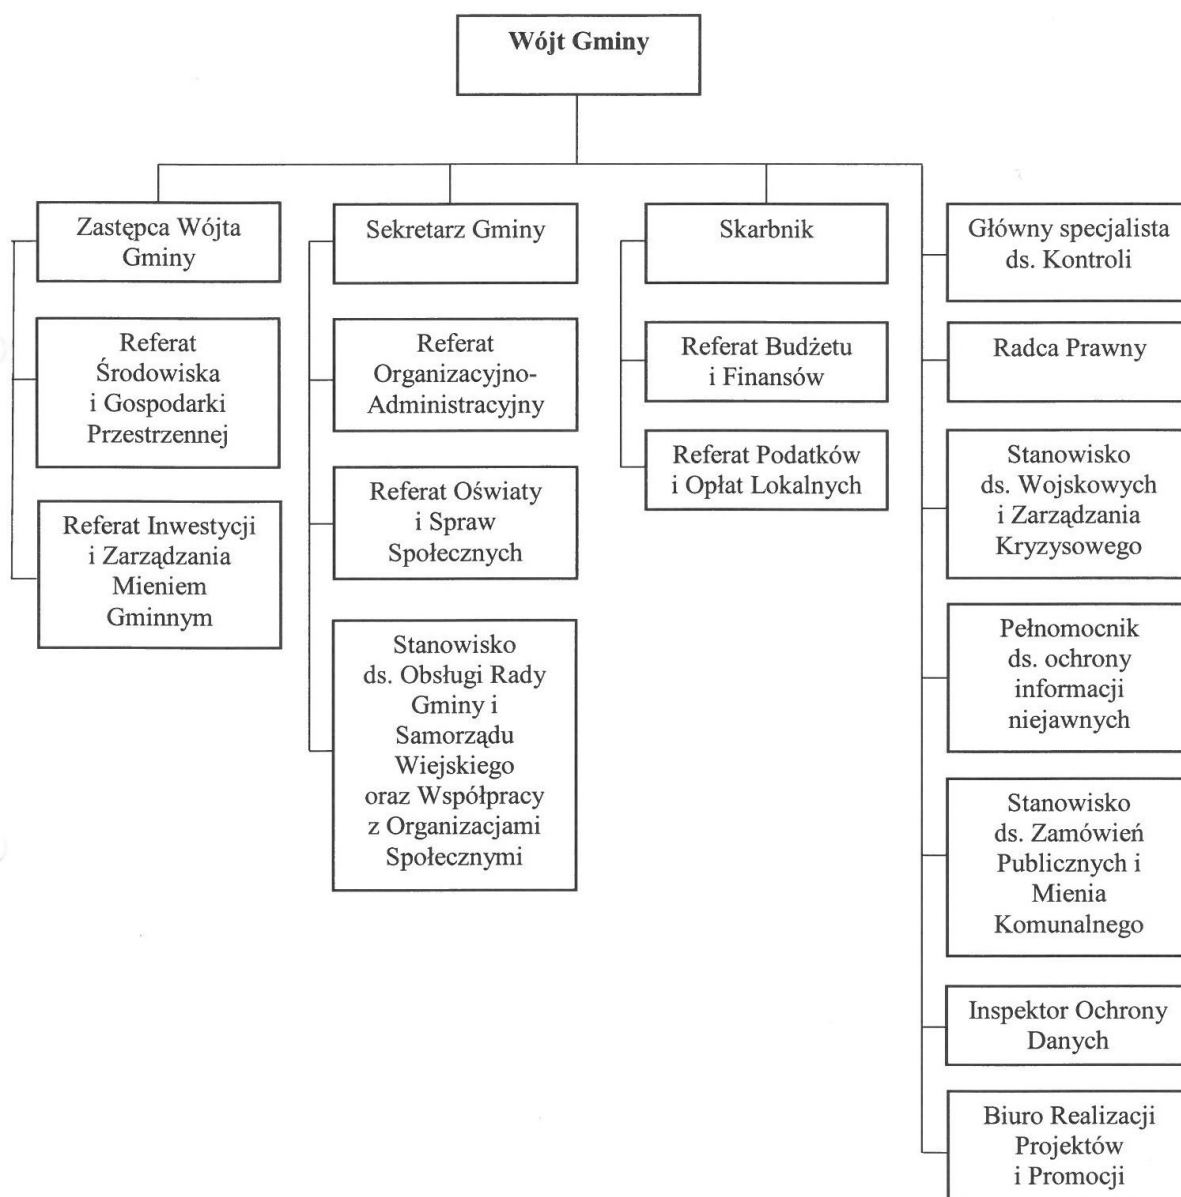 Wójt Gminy
Zastępca Wójta
Gminy
Referat
Środowiska
i Gospodarki
Przestrzennej
Referat Inwestycji
i Zarządzania
Mieniem
Gminnym
Sekretarz Gminy
Referat
Organizacyjno-
Administracyjny
Referat Oświaty
i Spraw
Społecznych
Stanowisko
ds. Obsługi Rady
Gminy i
Samorządu
Wiejskiego
oraz Współpracy
z Organizacjami
Społecznymi
Skarbnik
Referat Budżetu
i Finansów
Referat Podatków
i Opłat Lokalnych
Główny specjalista
ds. Kontroli
Radca Prawny
Stanowisko
ds. Wojskowych
i Zarządzania
Kryzysowego
Pełnomocnik
ds. ochrony
informacji
niejawnych
Stanowisko
ds. Zamówień
Publicznych i
Mienia
Komunalnego
Inspektor Ochrony
Danych
Biuro Realizacji
Projektów
i Promocji